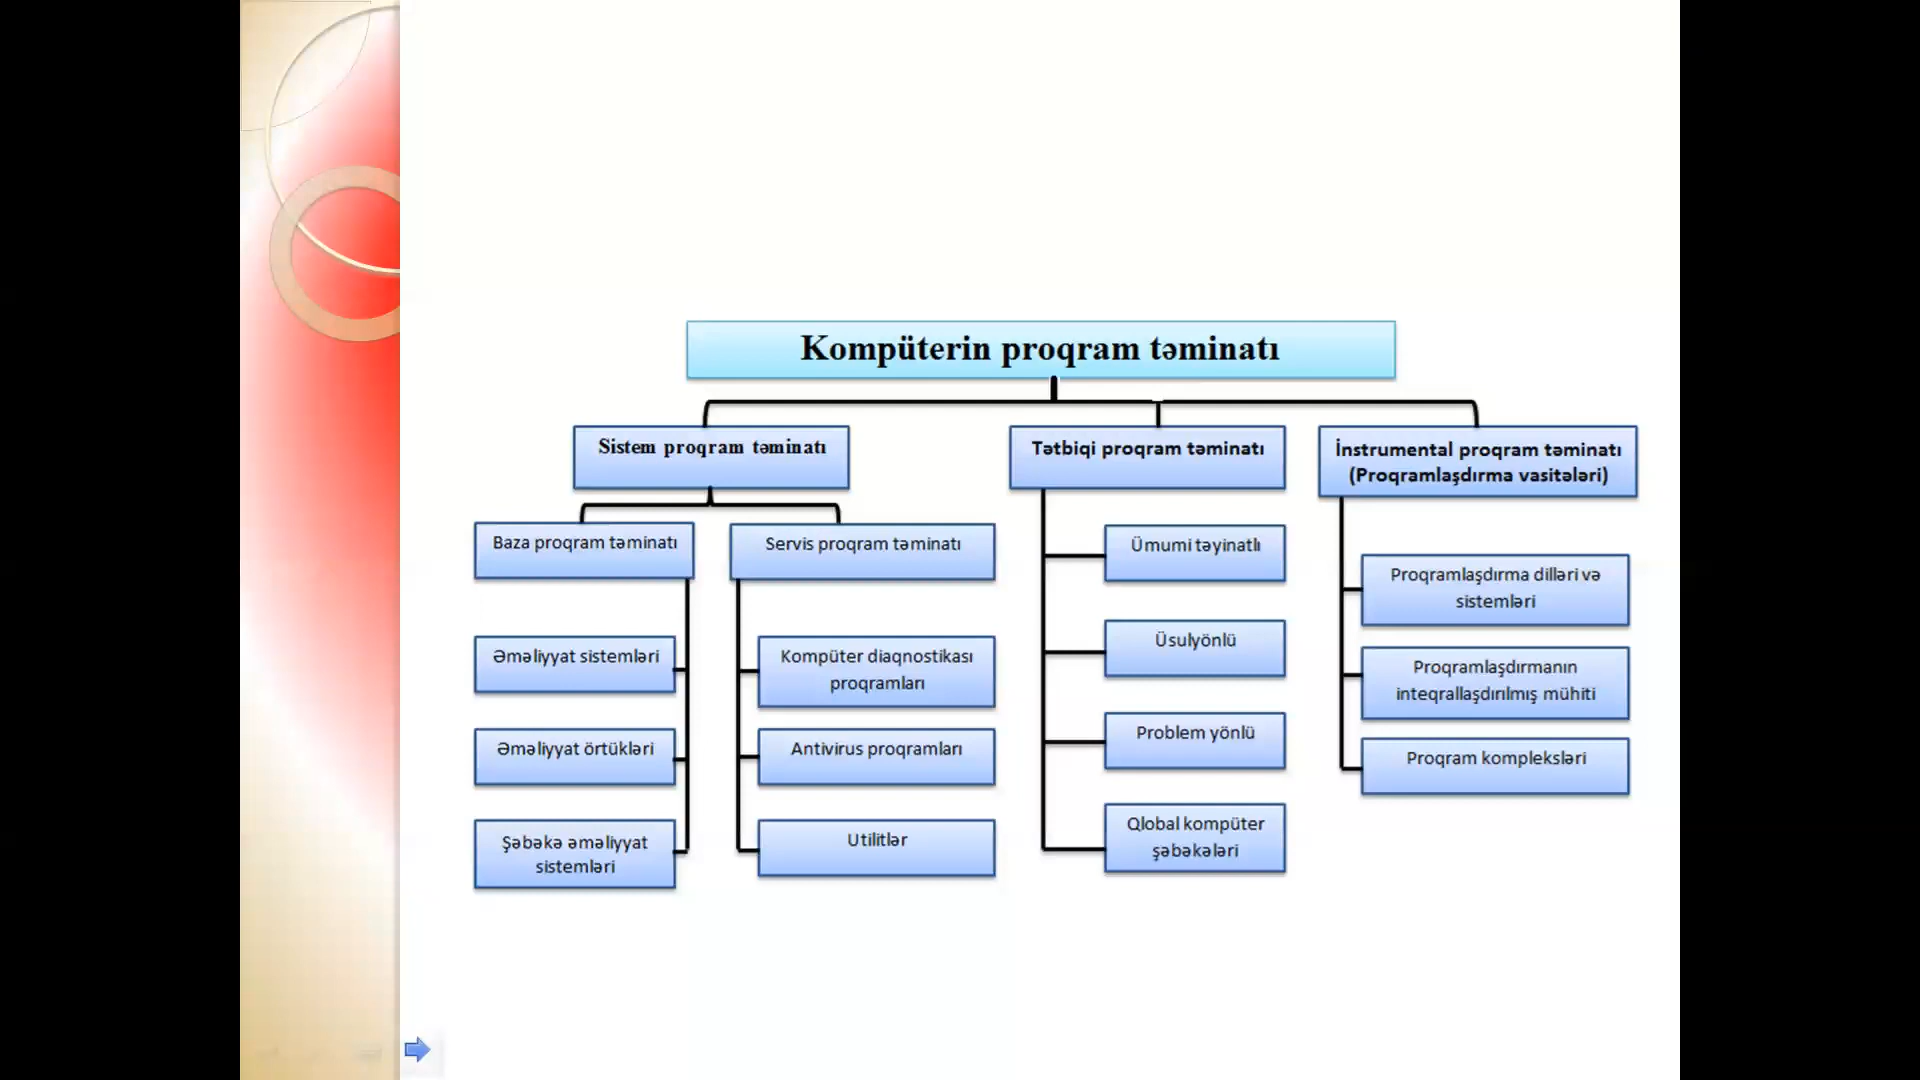 Kompüterin proqram təminatı
Sistem proqram təminatı
Tətbiqi proqram təminatı
İnstrumental proqram təminatı
(Proqramlaşdırma vasitələri)
Baza proqram təminatı
Servis proqram təminatı
Əməliyyat sistemləri
Əməliyyat örtükləri
Şəbəkə əməliyyat
sistemləri
Kompüter diaqnostikası
proqramları
Antivirus proqramları
Utilitlər
Ümumi təyinatlı
Üsulyönlü
Problem yönlü
Qlobal kompüter
şəbəkələri
Proqramlaşdırma dilləri və
sistemləri
Proqramlaşdırmanın
inteqrallaşdırılmış mühiti
Proqram kompleksləri